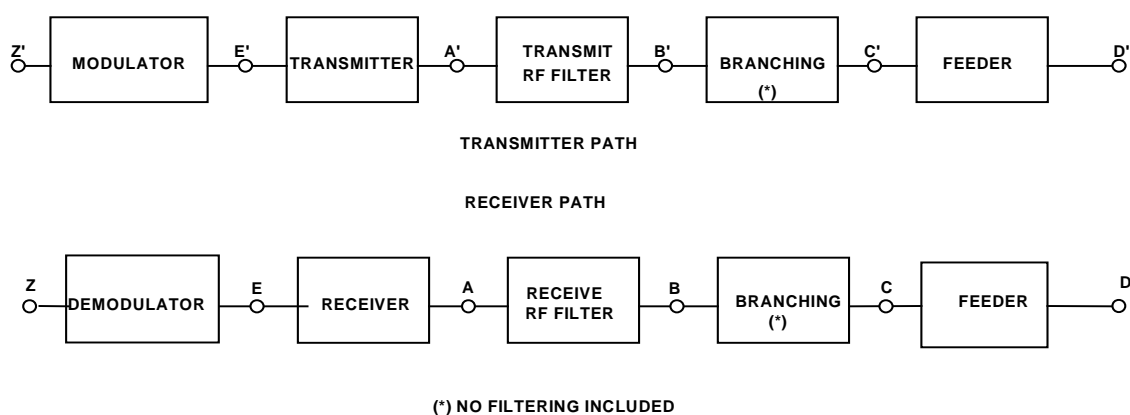 Z' E' A' B' C' D'
MODULATOR TRANSMITTER TRANSMIT RF FILTER BRANCHING (*) FEEDER
TRANSMITTER PATH
RECEIVER PATH
Z E A B C D
DEMODULATOR RECEIVER RECEIVE RF FILTER BRANCHING (*) FEEDER
(*) NO FILTERING INCLUDED